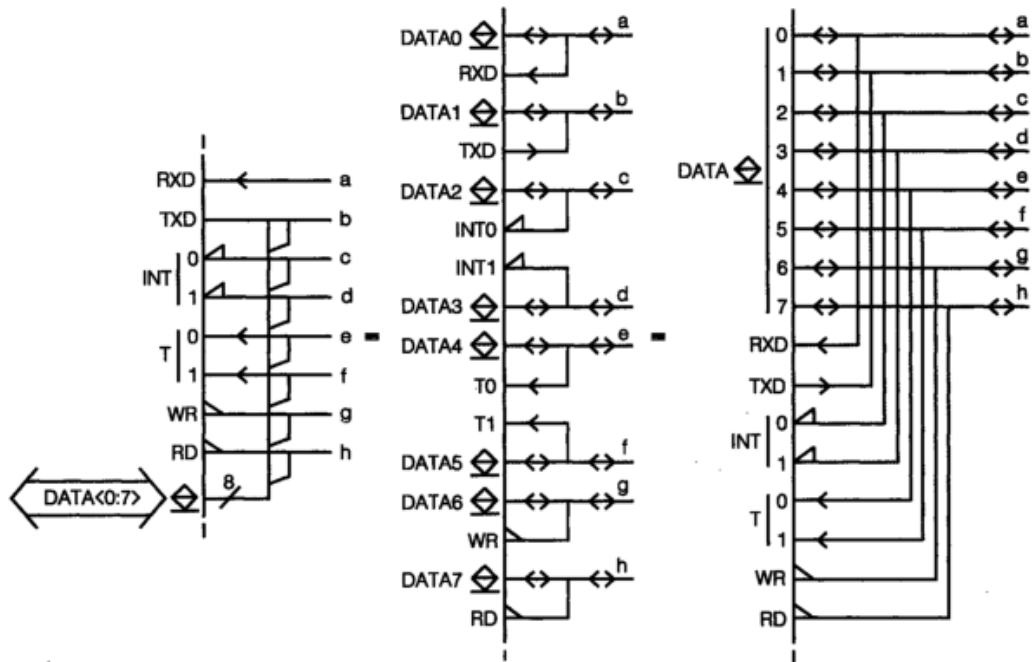 RXD
a
TXD
b
INT
0
c
1
d
T
0
e
1
f
WR
g
RD
h
8
DATA<0:7>
DATA0
a
RXD
DATA1
b
TXD
DATA2
c
INT0
INT1
DATA3
d
DATA4
e
T0
T1
DATA5
f
DATA6
g
WR
DATA7
h
RD
DATA
0
a
1
b
2
c
3
d
4
e
5
f
6
g
7
h
RXD
TXD
INT
0
1
T
0
1
WR
RD